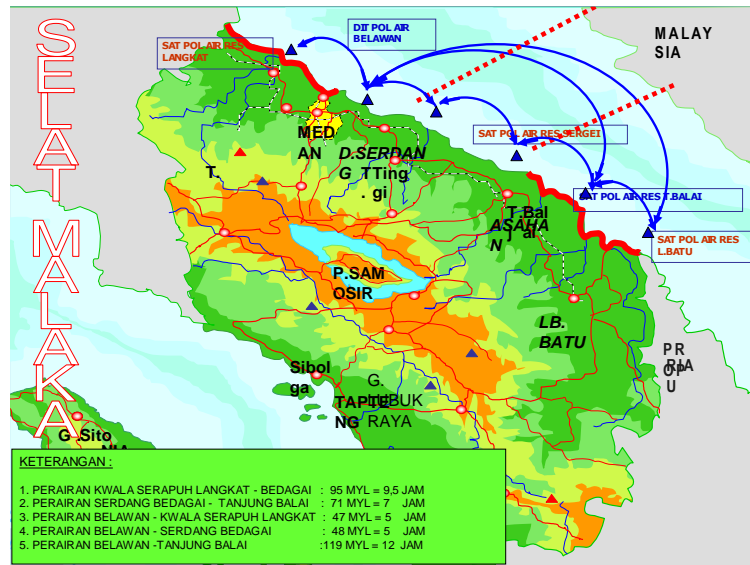 SELAT MALAKA
SAT POL AIR RES
LANGKAT
DIT POL AIR
BELAWAN
MALAY
SIA
SAT POL AIR RES SERGEI
SAT POL AIR RES T.BALAI
SAT POL AIR RES
L.BATU
MED
AN
D.SERDAN
G
T
.
Ting
gi
T.
T.Bal
ai
ASAHA
N
P.SAM
OSIR
LB.
BATU
PR
OP
RIA
U
Sibol
ga
TAPTE
NG
G.
LUBUK
RAYA
G .Sito
KETERANGAN :
1. PERAIRAN KWALA SERAPUH LANGKAT - BEDAGAI : 95 MYL = 9,5 JAM
2. PERAIRAN SERDANG BEDAGAI - TANJUNG BALAI : 71 MYL = 7 JAM
3. PERAIRAN BELAWAN - KWALA SERAPUH LANGKAT : 47 MYL = 5 JAM
4. PERAIRAN BELAWAN - SERDANG BEDAGAI : 48 MYL = 5 JAM
5. PERAIRAN BELAWAN -TANJUNG BALAI :119 MYL = 12 JAM